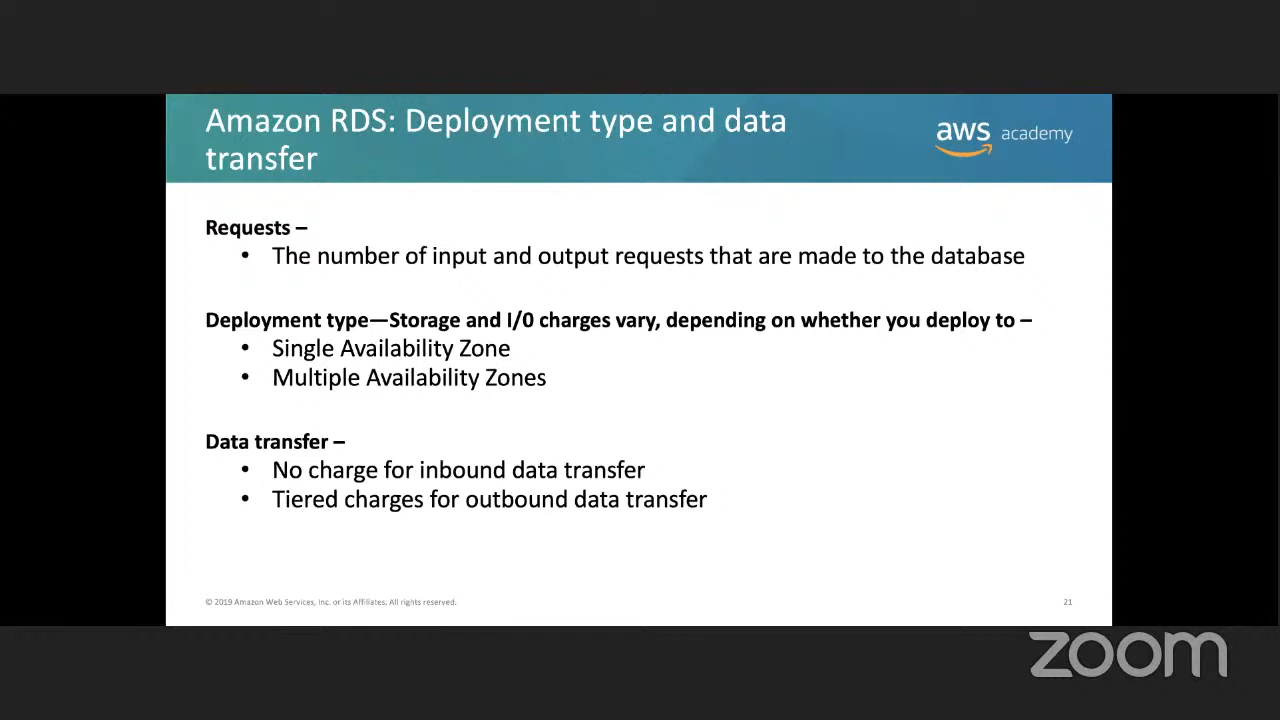 Amazon RDS: Deployment type and data
transfer
aws academy
Requests –
• The number of input and output requests that are made to the database
Deployment type—Storage and I/0 charges vary, depending on whether you deploy to –
• Single Availability Zone
• Multiple Availability Zones
Data transfer –
• No charge for inbound data transfer
• Tiered charges for outbound data transfer
© 2019 Amazon Web Services, Inc. or its Affiliates. All rights reserved.
21
zoom